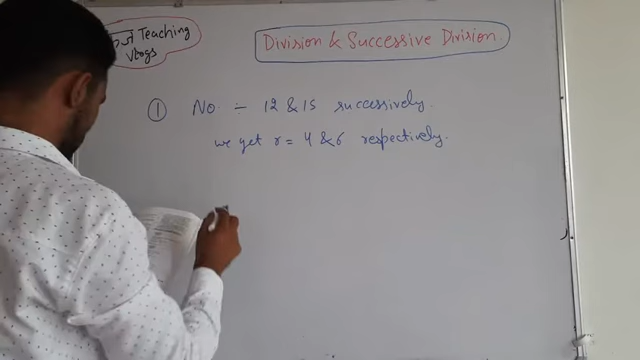 Teaching
Vlogs
Division & Successive Division.
① No ÷ 12 & 15 successively.
we get r = 4 & 6 respectively.